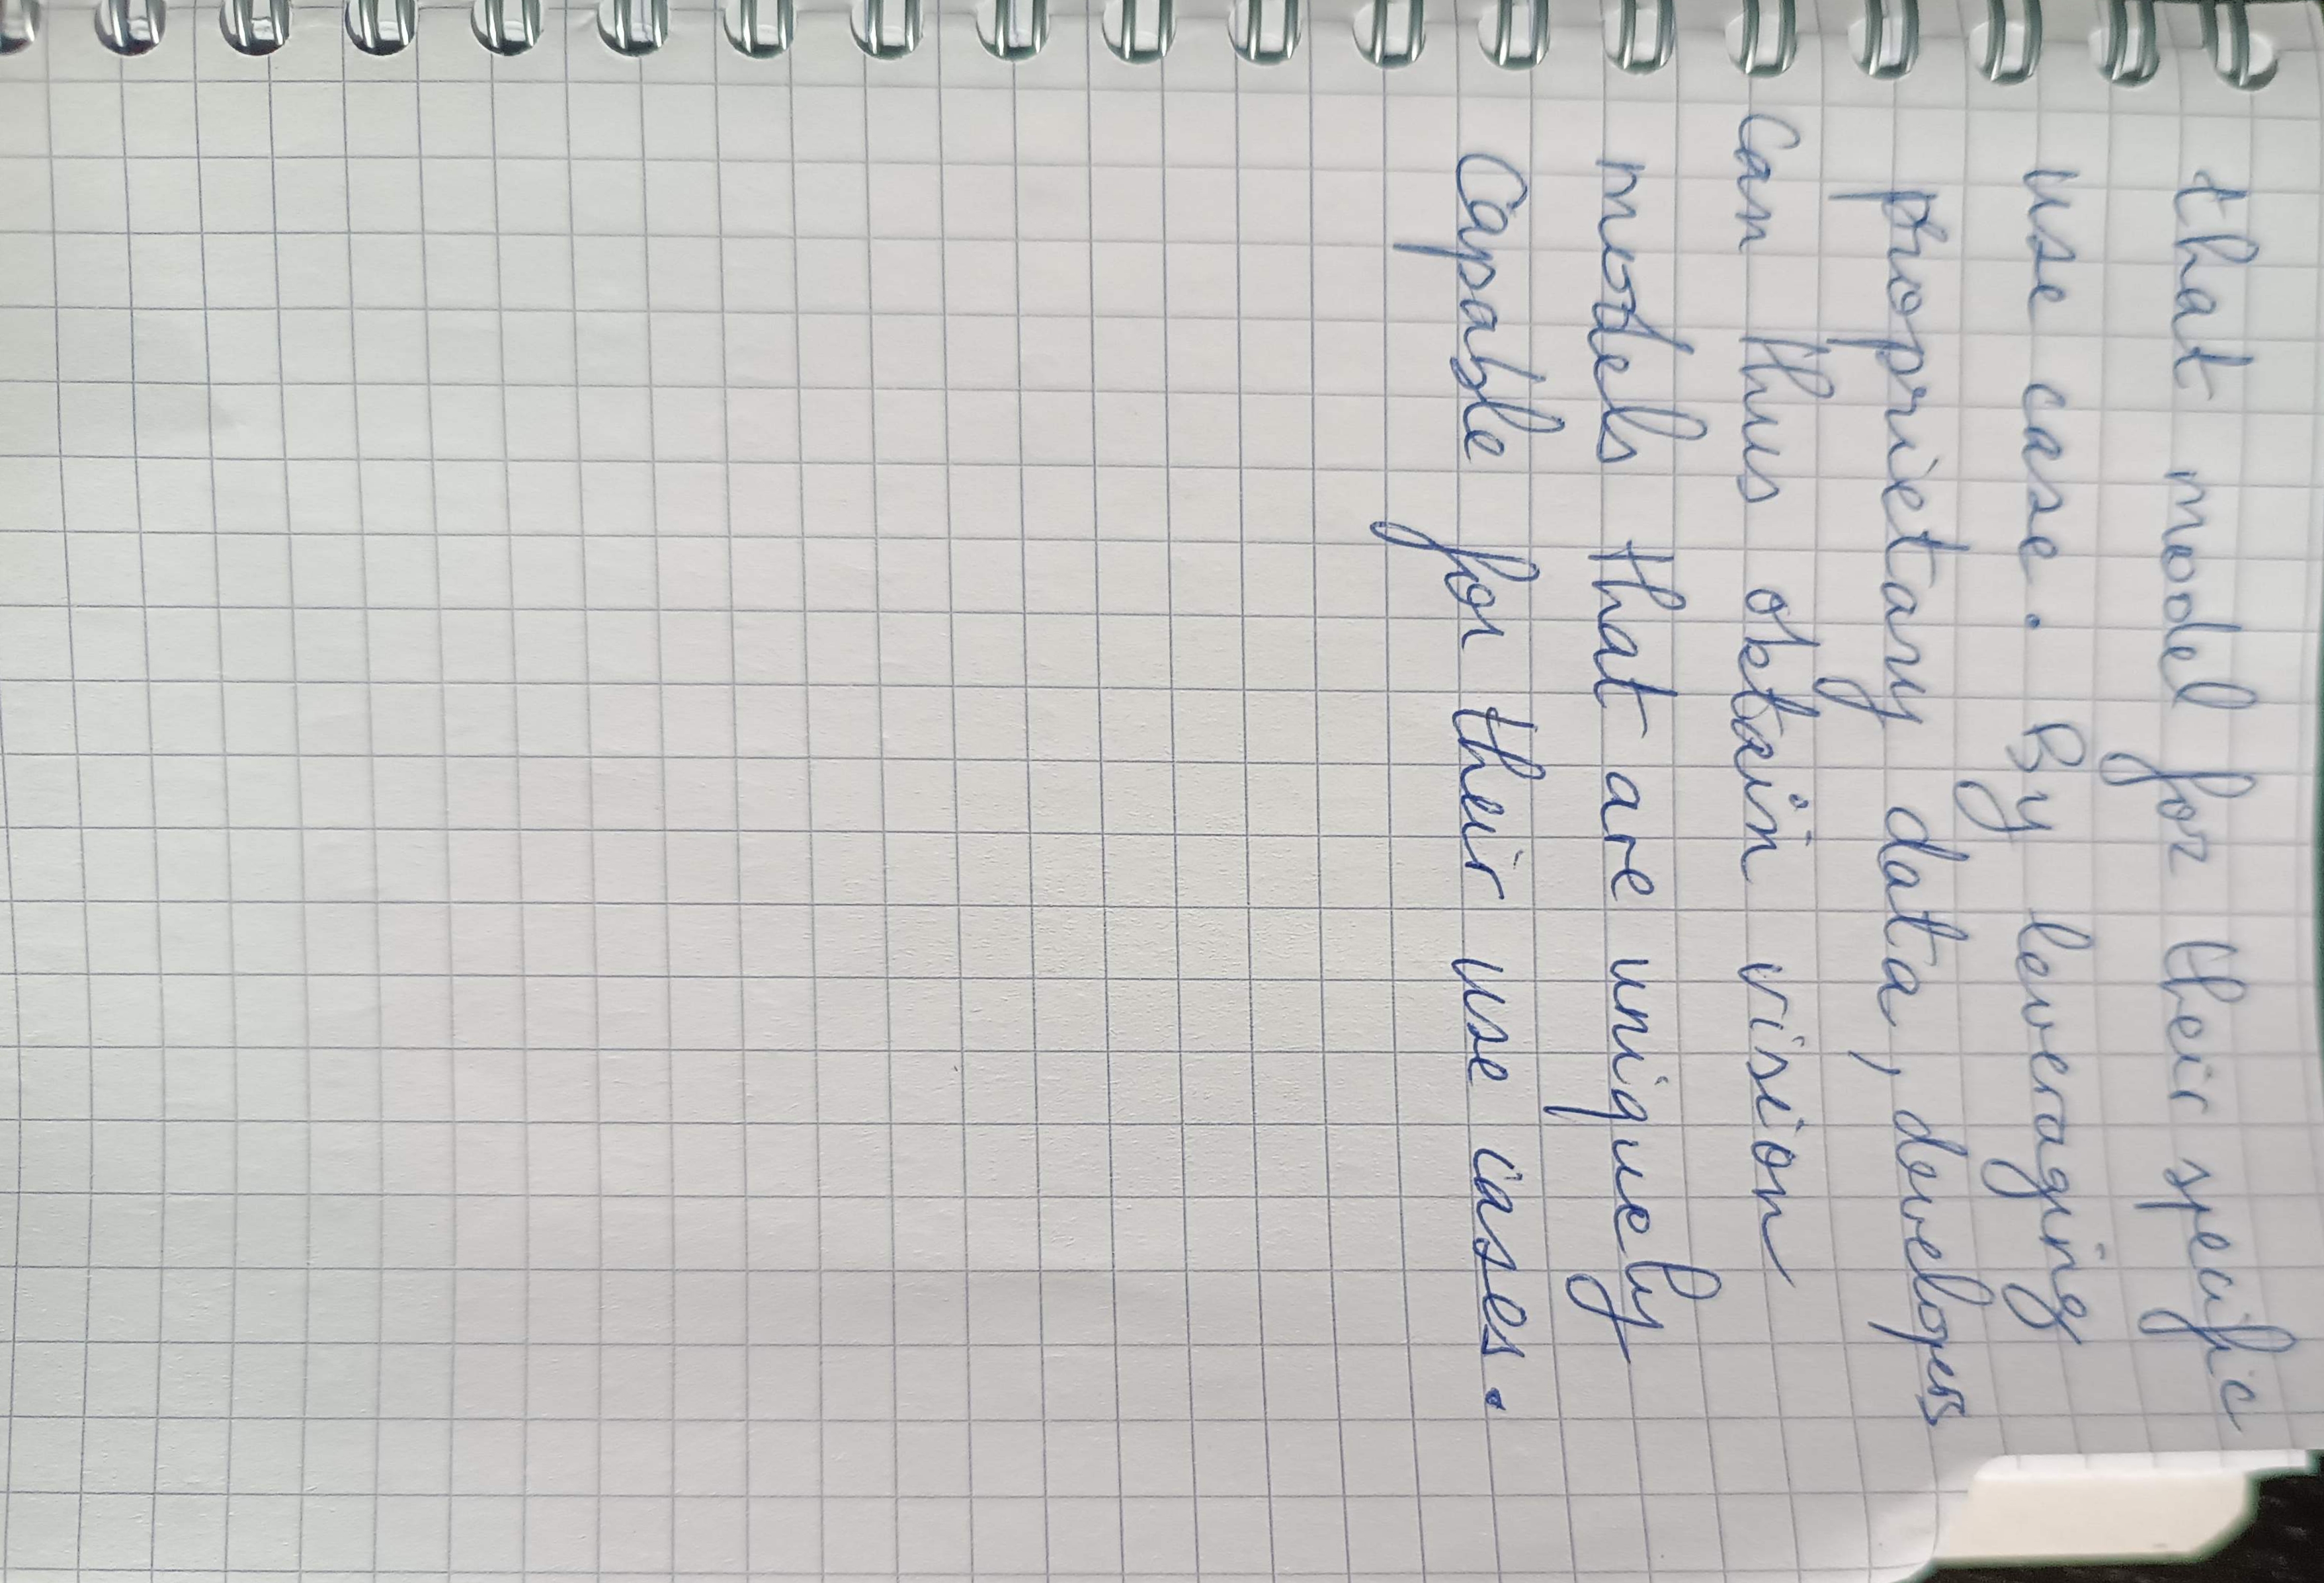 that model for their specific
use case. By leveraging
proprietary data, developers
can thus obtain vision
models that are uniquely
Capable for their use cases.